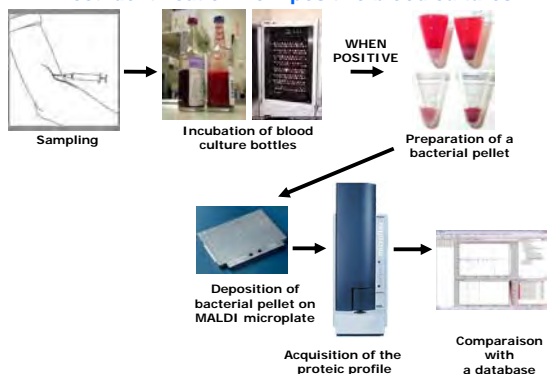 Sampling
Incubation of blood
culture bottles
WHEN
POSITIVE
Preparation of a
bacterial pellet
Deposition of
bacterial pellet on
MALDI microplate
Acquisition of the
proteic profile
Comparaison
with
a database